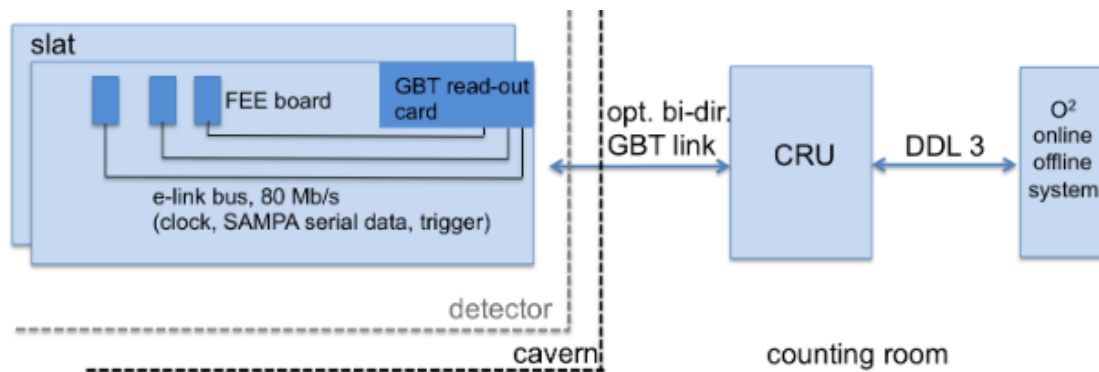 slat
FEE board
GBT read-out
card
e-link bus, 80 Mb/s
(clock, SAMPA serial data, trigger)
detector
cavern
opt. bi-dir.
GBT link
CRU
DDL 3
O²
online
offline
system
counting room